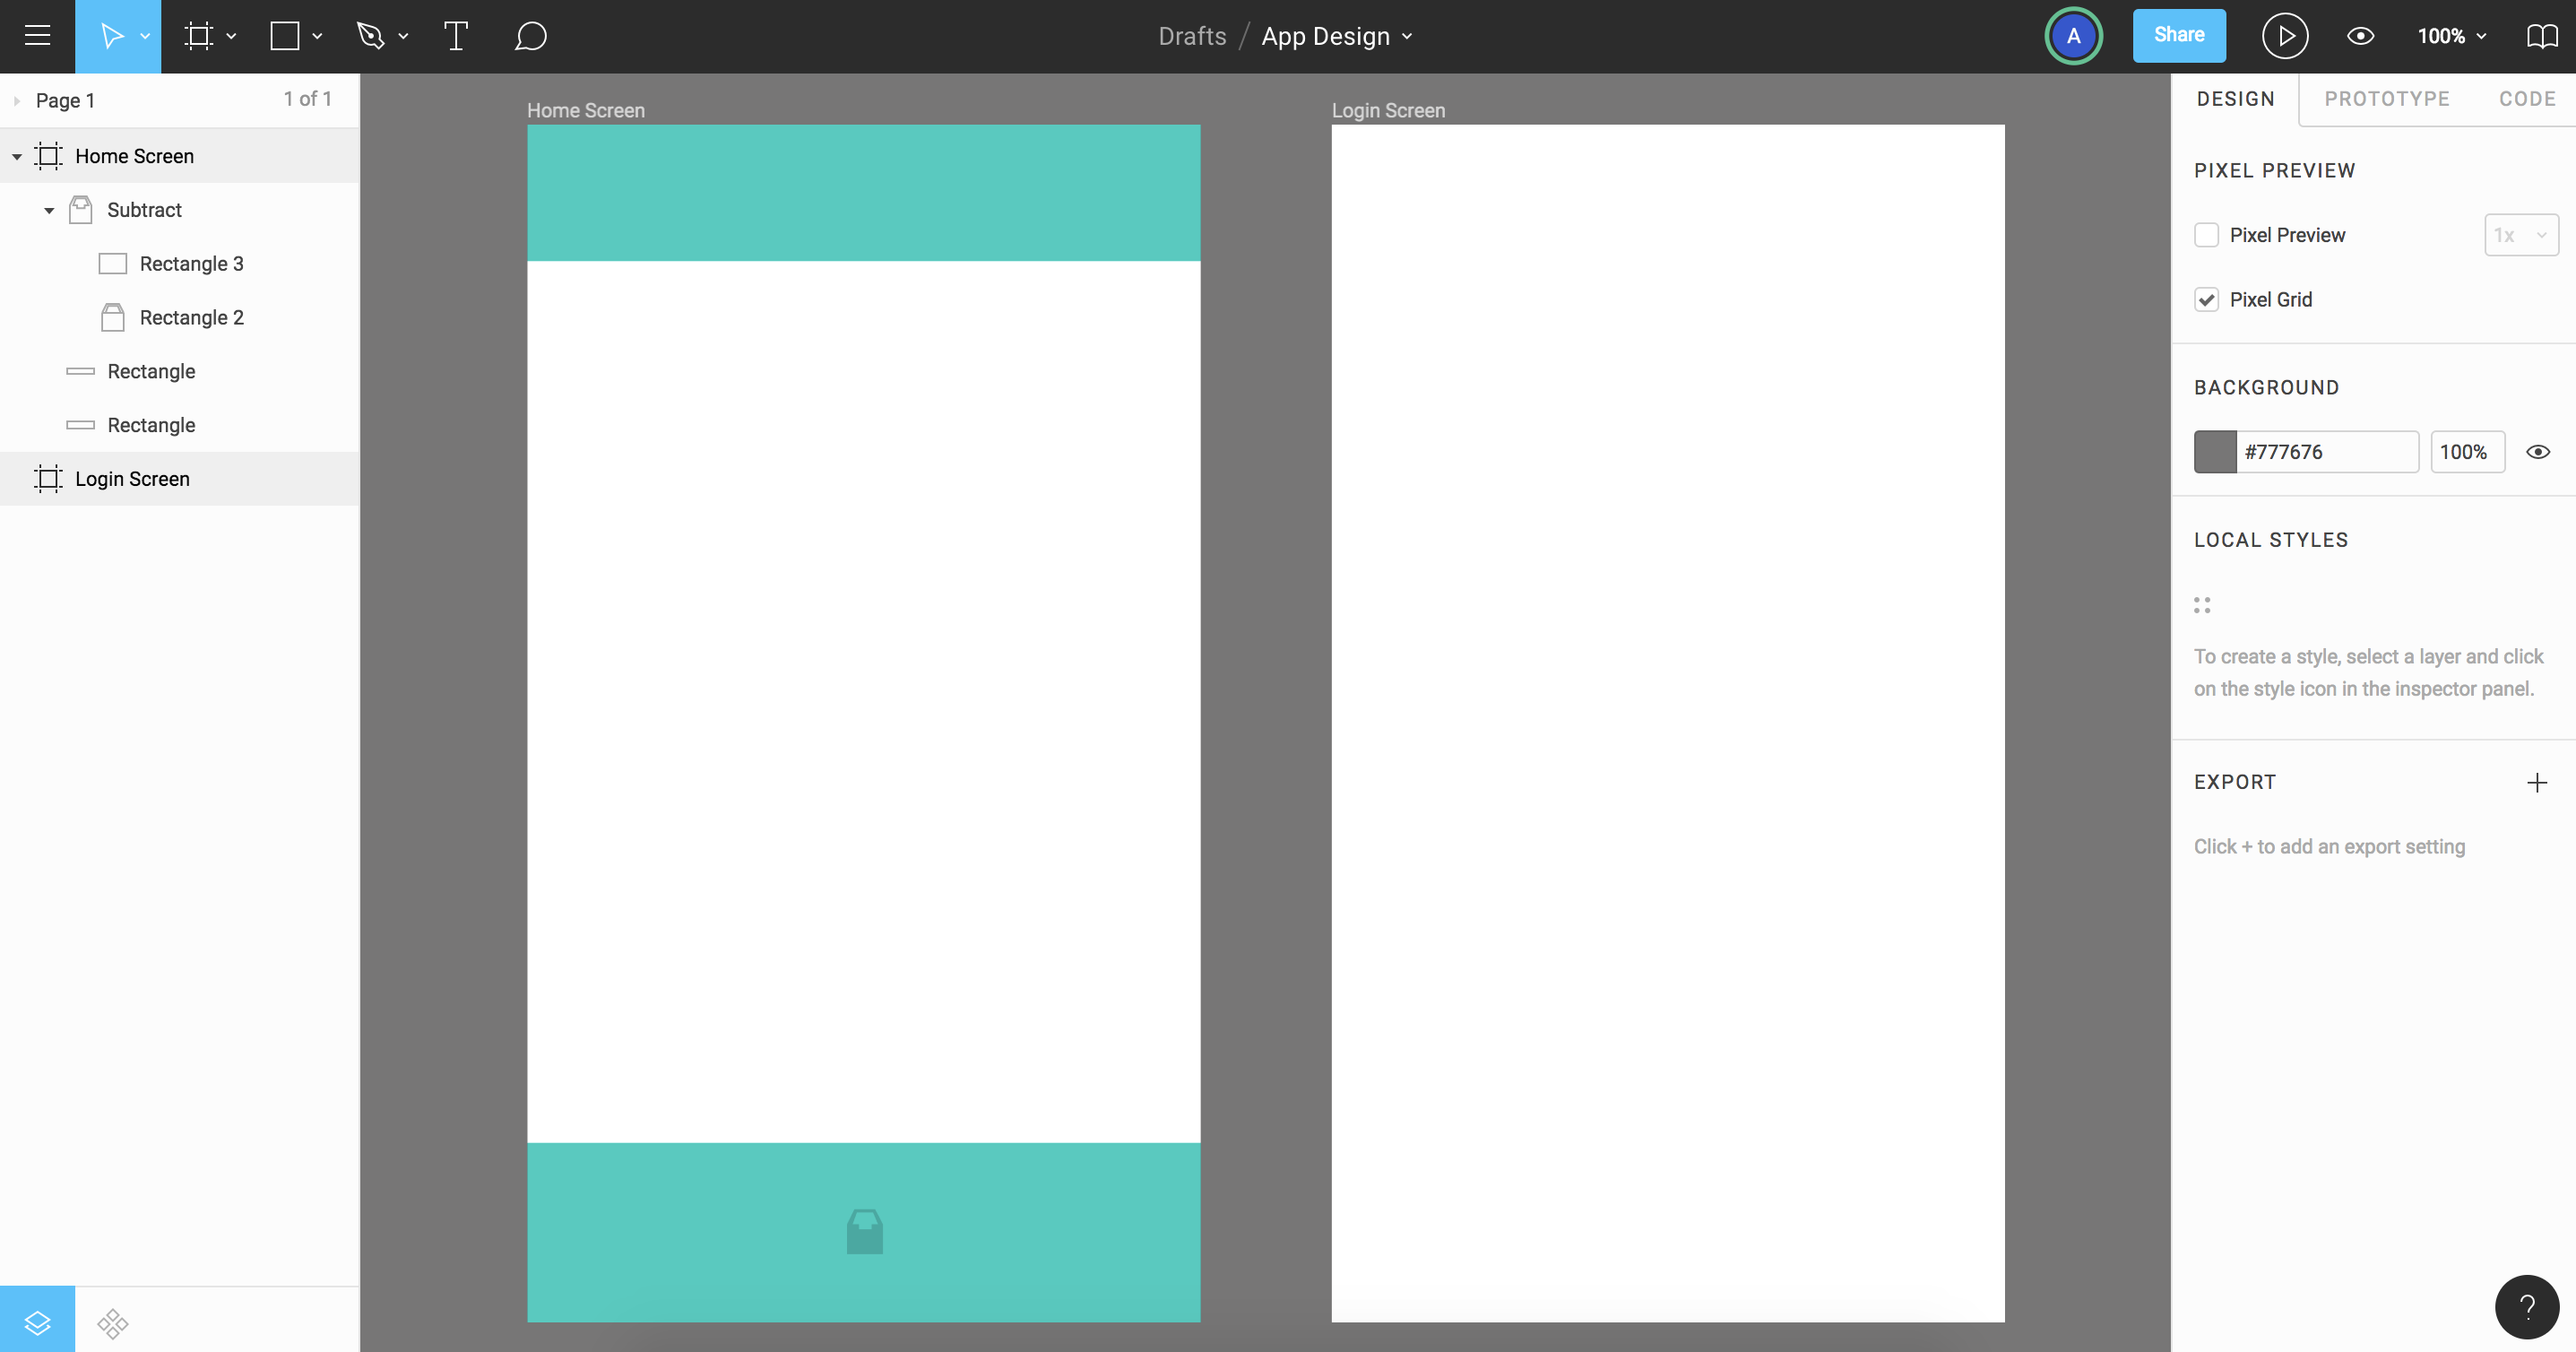 Drafts / App Design
A
Share
100%
Page 1
1 of 1
Home Screen
Subtract
Rectangle 3
Rectangle 2
Rectangle
Rectangle
Login Screen
Home Screen
Login Screen
DESIGN
PROTOTYPE
CODE
PIXEL PREVIEW
Pixel Preview
1x
Pixel Grid
BACKGROUND
#777676
100%
LOCAL STYLES
To create a style, select a layer and click
on the style icon in the inspector panel.
EXPORT
Click + to add an export setting
?